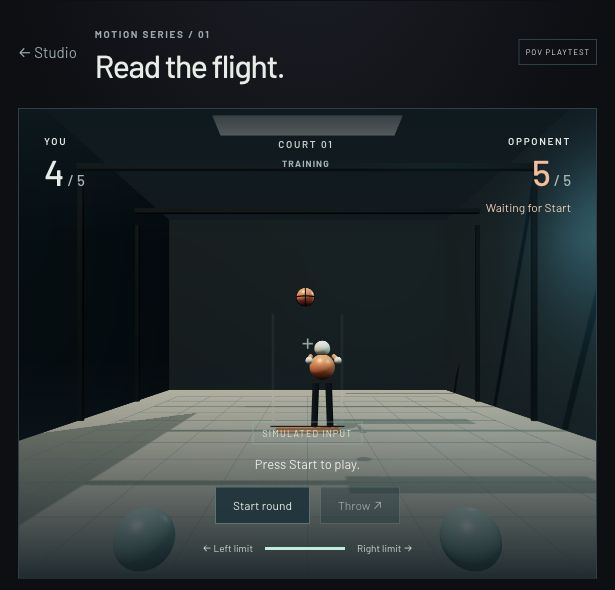 ← Studio
MOTION SERIES / 01
Read the flight.
POV PLAYTEST
YOU
4 / 5
COURT 01
TRAINING
OPPONENT
5 / 5
Waiting for Start
SIMULATED INPUT
Press Start to play.
Start round
Throw ↗
← Left limit
Right limit →